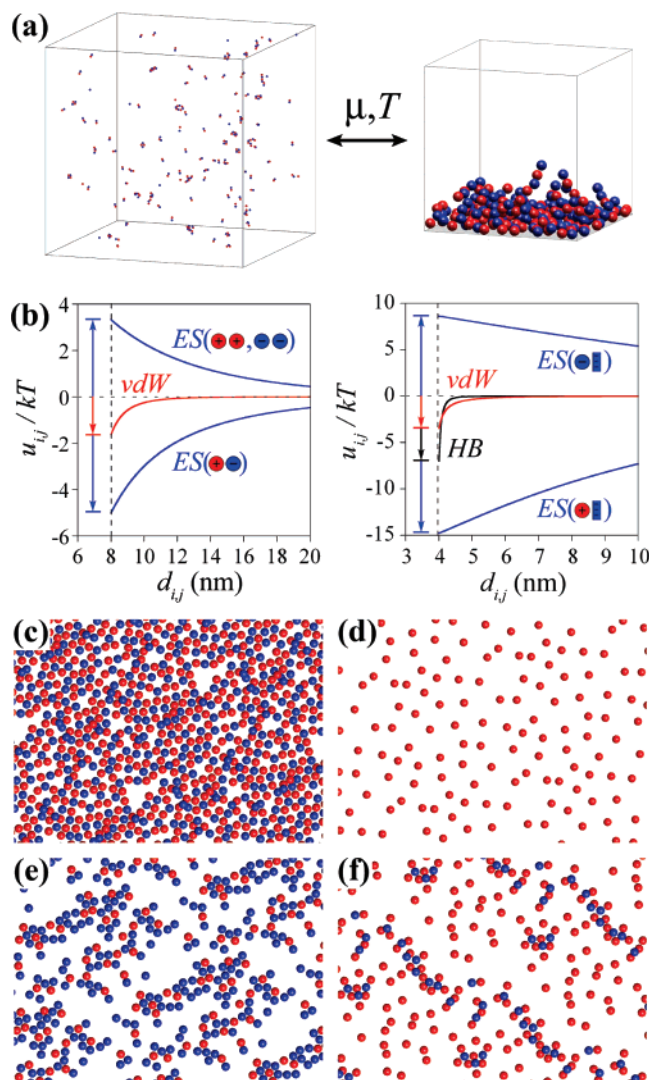 (a)
μ,T
(b)
4
2
0
-2
-4
-6
u_{i,j} / kT
ES(++, −−)
vdW
ES(+−)
6 8 10 12 14 16 18 20
d_{i,j} (nm)
10
5
0
-5
-10
-15
u_{i,j} / kT
ES(−)
vdW
HB
ES(+)
3 4 5 6 7 8 9 10
d_{i,j} (nm)
(c)
(d)
(e)
(f)